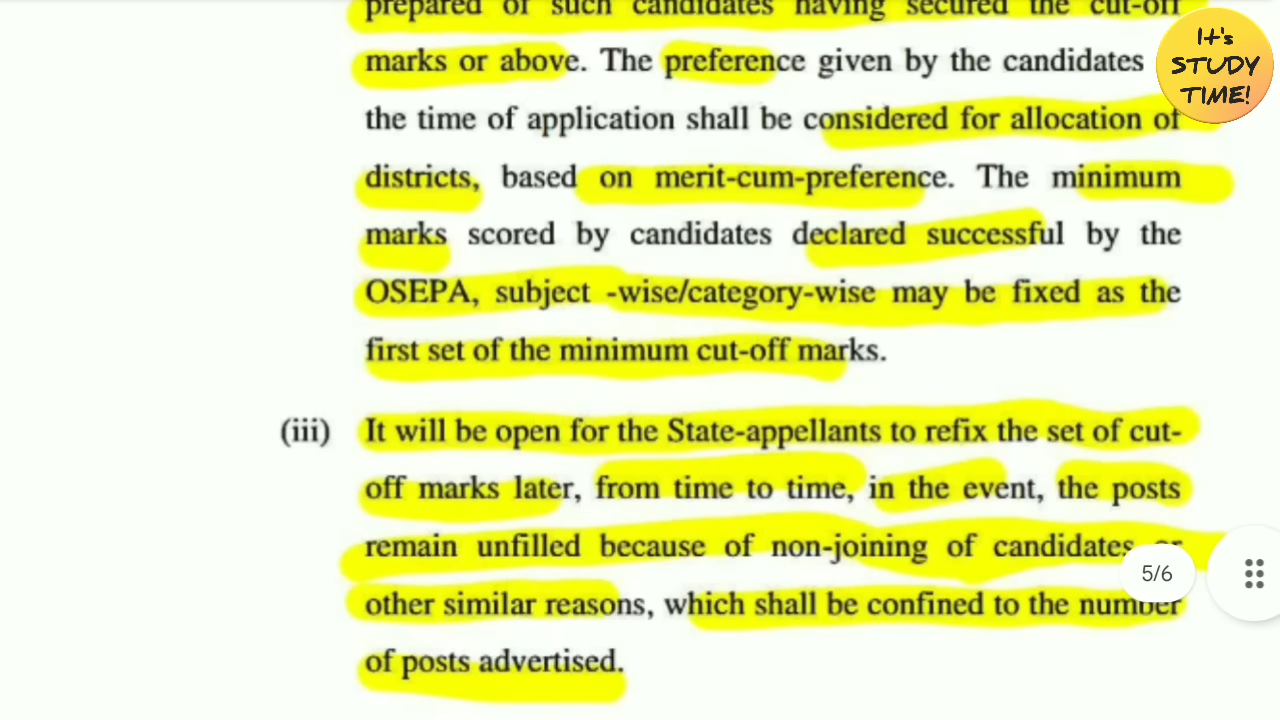 prepared of such candidates having secured the cut-off
marks or above. The preference given by the candidates
the time of application shall be considered for allocation of
districts, based on merit-cum-preference. The minimum
marks scored by candidates declared successful by the
OSEPA, subject -wise/category-wise may be fixed as the
first set of the minimum cut-off marks.
(iii) It will be open for the State-appellants to refix the set of cut-
off marks later, from time to time, in the event, the posts
remain unfilled because of non-joining of candidates or
other similar reasons, which shall be confined to the number
of posts advertised.
It's
STUDY
TIME!
5/6